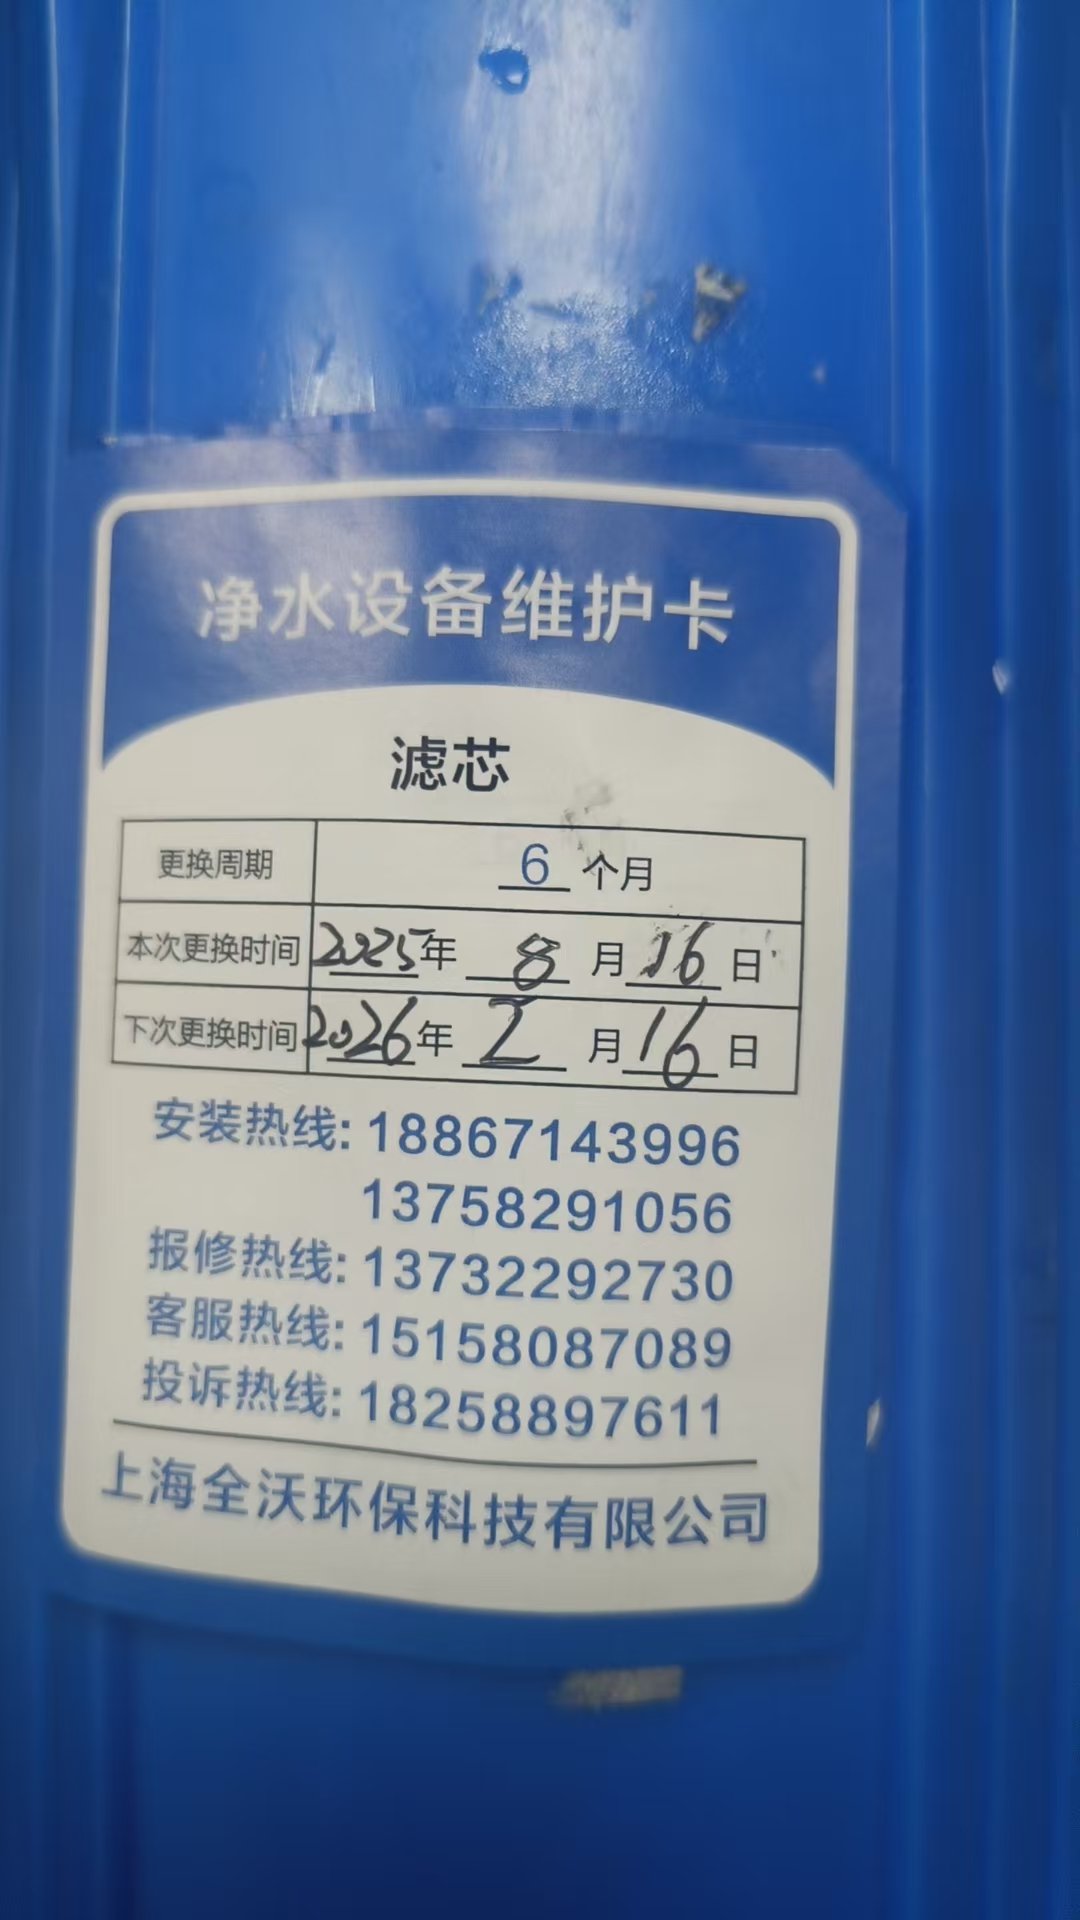 净水设备维护卡
滤芯
更换周期 6 个月
本次更换时间 2025年 8 月 16 日
下次更换时间 2026年 2 月 16 日
安装热线: 18867143996
13758291056
报修热线: 13732292730
客服热线: 15158087089
投诉热线: 18258897611
上海全沃环保科技有限公司